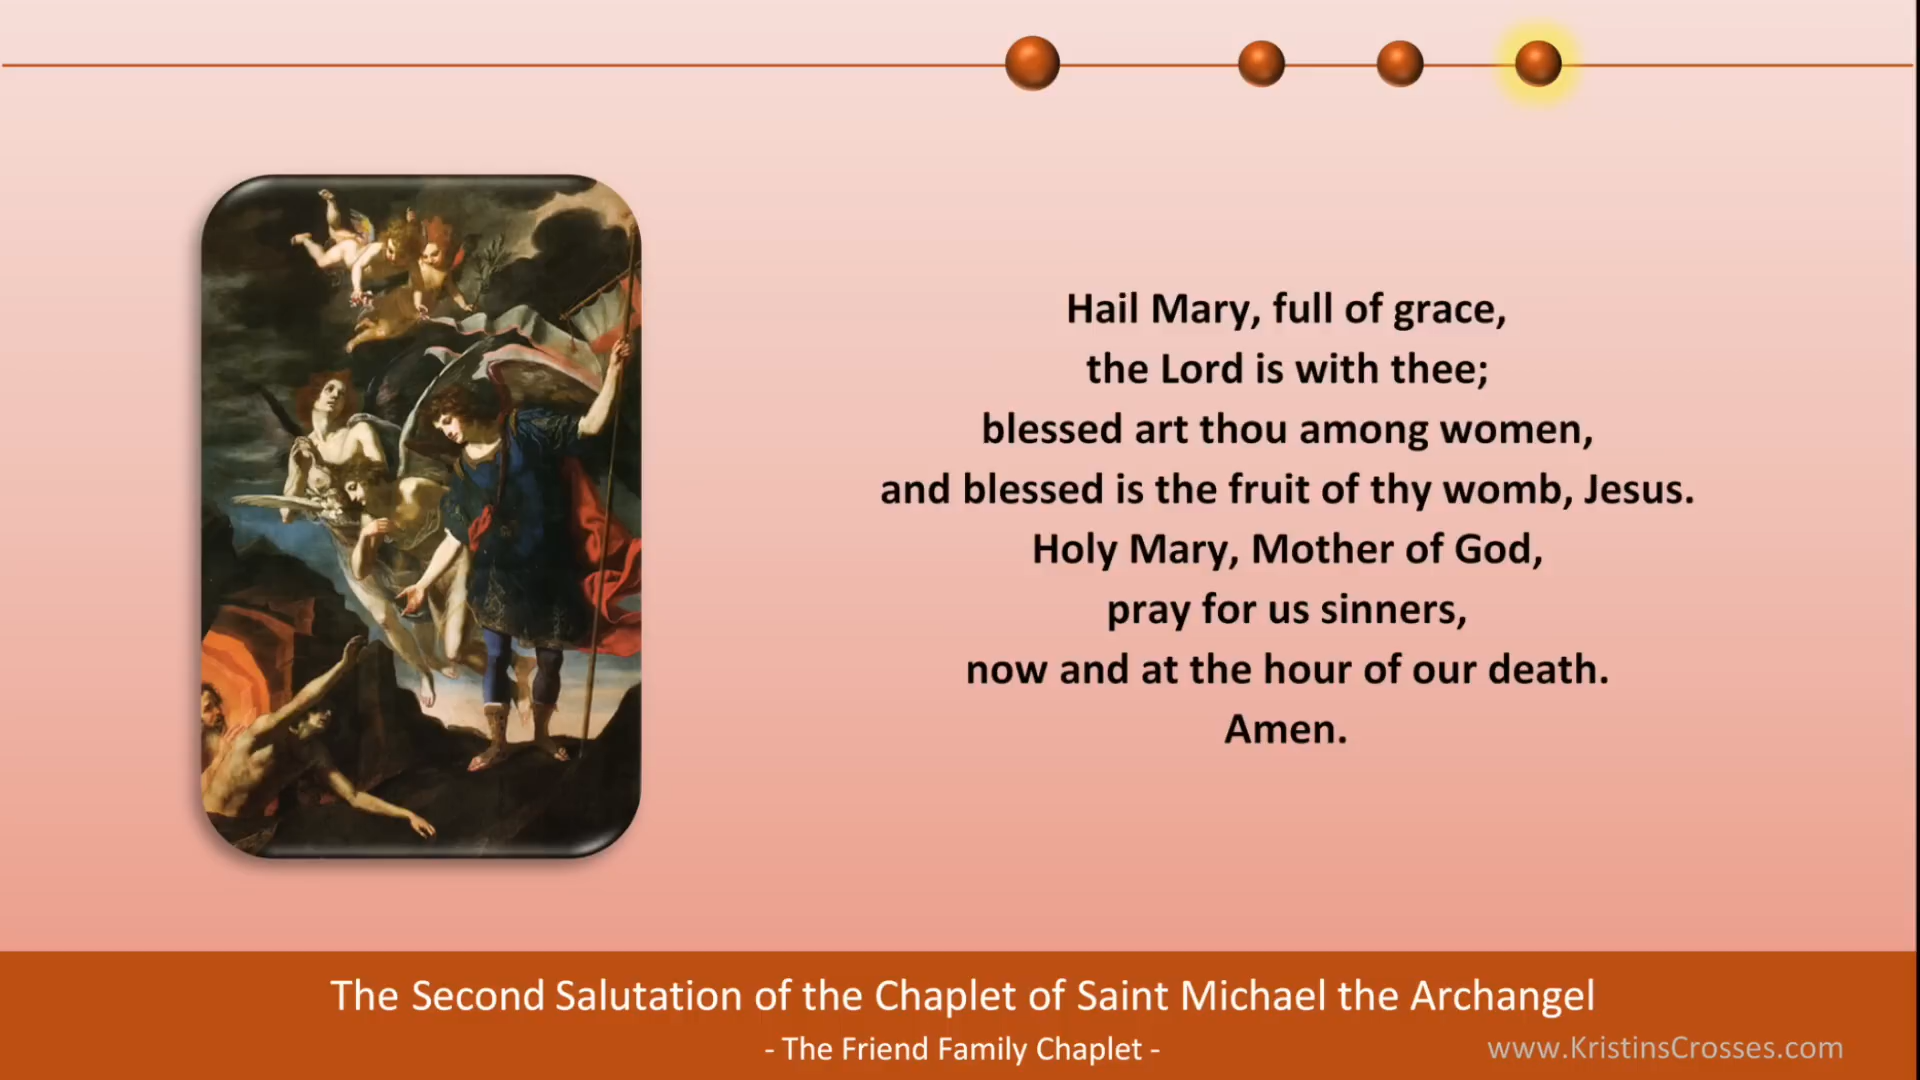 Hail Mary, full of grace,
the Lord is with thee;
blessed art thou among women,
and blessed is the fruit of thy womb, Jesus.
Holy Mary, Mother of God,
pray for us sinners,
now and at the hour of our death.
Amen.
The Second Salutation of the Chaplet of Saint Michael the Archangel
- The Friend Family Chaplet -
www.KristinsCrosses.com